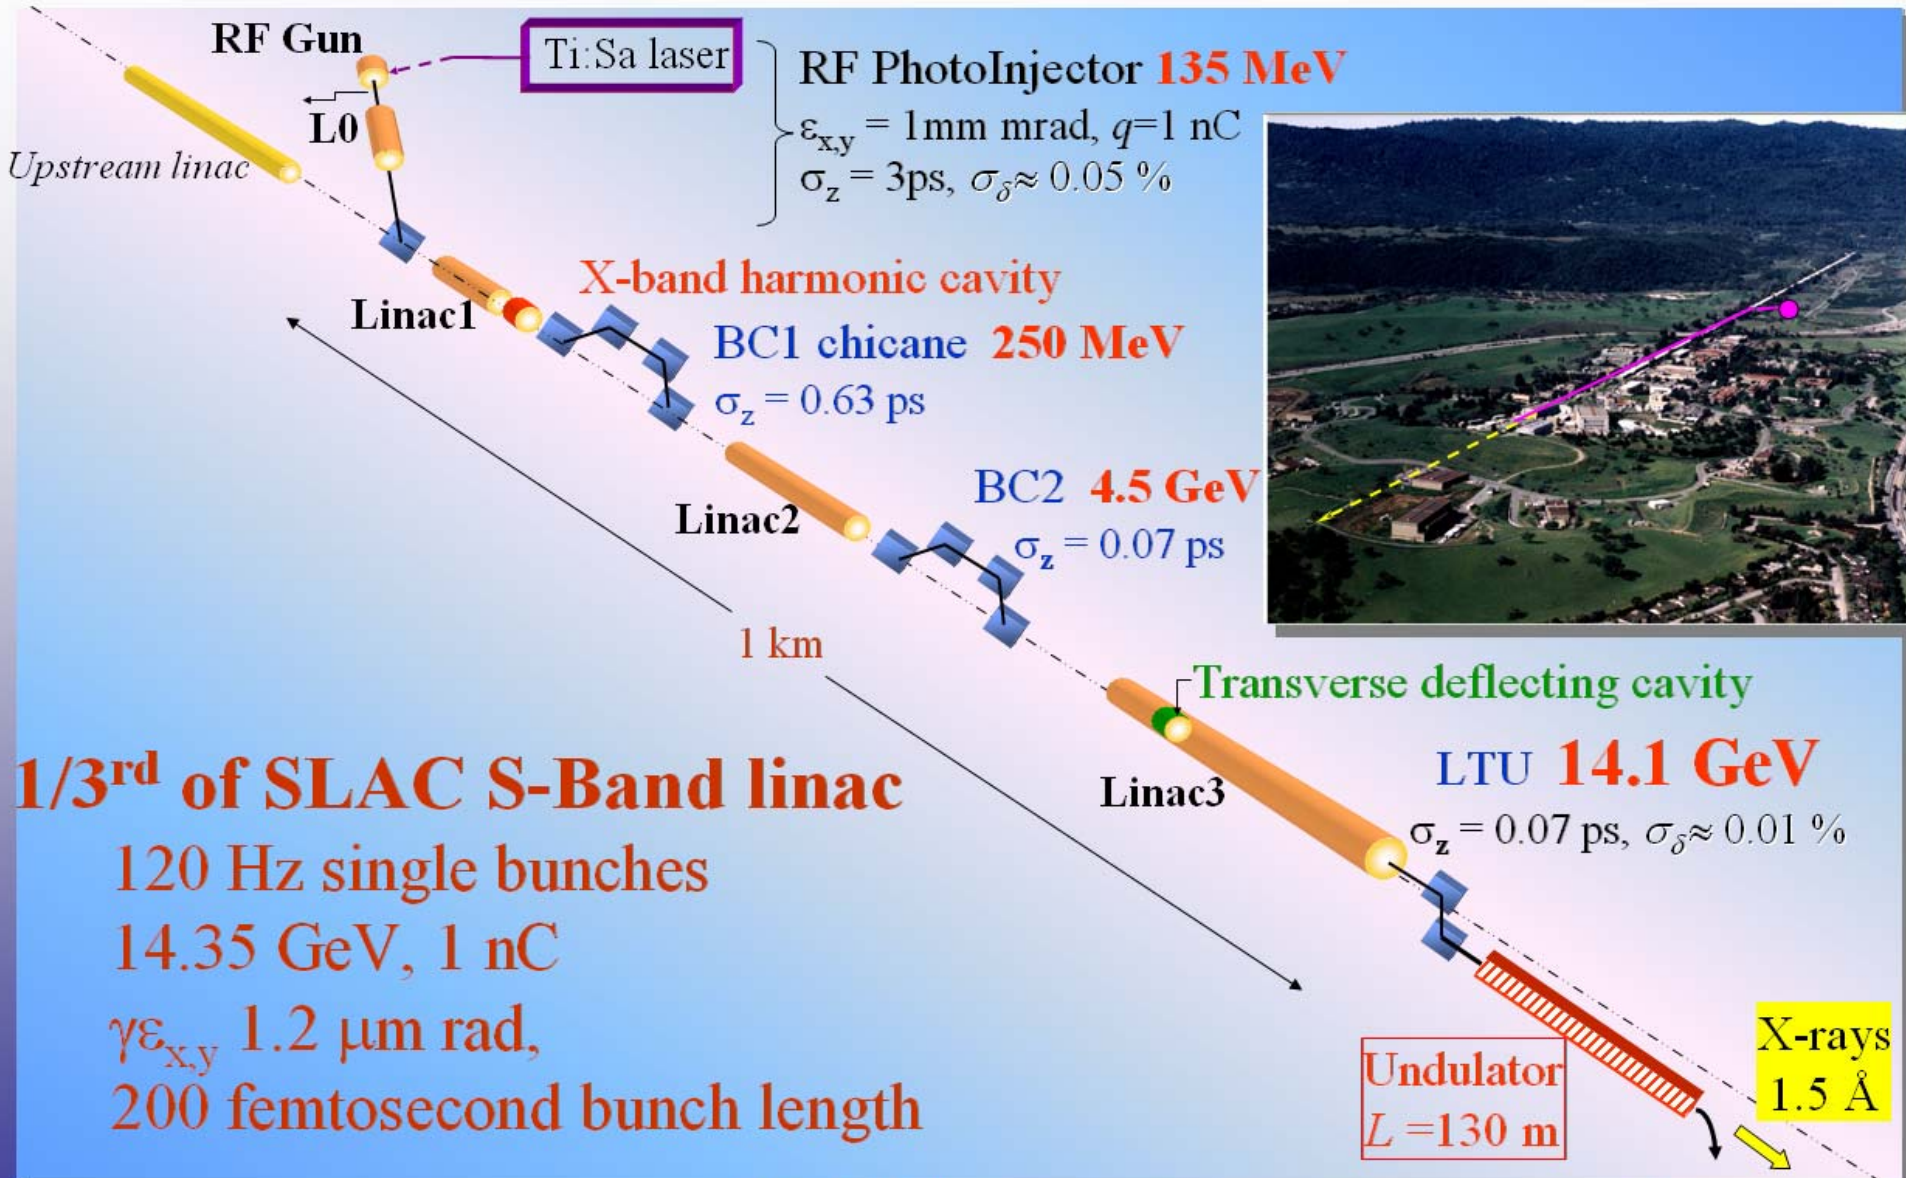 RF Gun
Ti:Sa laser
RF PhotoInjector 135 MeV
εx,y = 1mm mrad, q=1 nC
σz = 3ps, σδ≈ 0.05 %
L0
Upstream linac
X-band harmonic cavity
Linac1
BC1 chicane 250 MeV
σz = 0.63 ps
BC2 4.5 GeV
σz = 0.07 ps
Linac2
1 km
Transverse deflecting cavity
LTU 14.1 GeV
σz = 0.07 ps, σδ≈ 0.01 %
Linac3
1/3rd of SLAC S-Band linac
120 Hz single bunches
14.35 GeV, 1 nC
γεx,y 1.2 μm rad,
200 femtosecond bunch length
Undulator
L =130 m
X-rays
1.5 Å